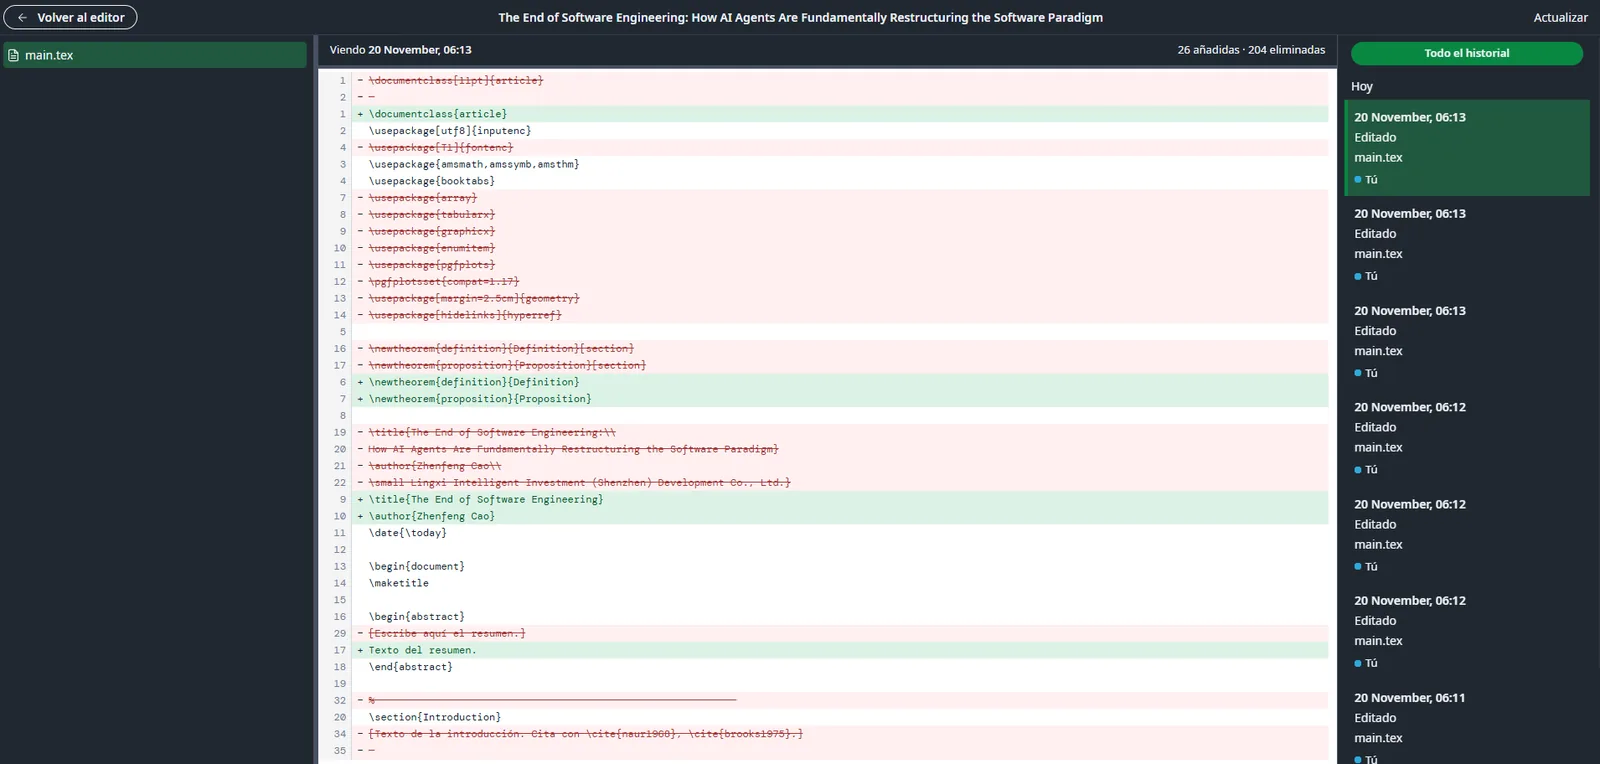 Volver al editor
The End of Software Engineering: How AI Agents Are Fundamentally Restructuring the Software Paradigm
Actualizar
main.tex
Viendo 20 November, 06:13
26 añadidas · 204 eliminadas
1 - \documentclass[11pt]{article}
2 - —
1 + \documentclass{article}
2 \usepackage[utf8]{inputenc}
4 - \usepackage[T1]{fontenc}
3 \usepackage{amsmath,amssymb,amsthm}
4 \usepackage{booktabs}
7 - \usepackage{array}
8 - \usepackage{tabularx}
9 - \usepackage{graphicx}
10 - \usepackage{enumitem}
11 - \usepackage{pgfplots}
12 - \pgfplotsset{compat=1.17}
13 - \usepackage[margin=2.5cm]{geometry}
14 - \usepackage[hidelinks]{hyperref}
5
16 - \newtheorem{definition}{Definition}[section]
17 - \newtheorem{proposition}{Proposition}[section]
6 + \newtheorem{definition}{Definition}
7 + \newtheorem{proposition}{Proposition}
8
19 - \title{The End of Software Engineering:\\
20 - How AI Agents Are Fundamentally Restructuring the Software Paradigm}
21 - \author{Zhenfeng Cao\\
22 - \small Lingxi Intelligent Investment (Shenzhen) Development Co., Ltd.}
9 + \title{The End of Software Engineering}
10 + \author{Zhenfeng Cao}
11 \date{\today}
12
13 \begin{document}
14 \maketitle
15
16 \begin{abstract}
29 - [Escribe aquí el resumen.]
17 + Texto del resumen.
18 \end{abstract}
19
32 - %
20 \section{Introduction}
34 - [Texto de la introducción. Cita con \cite{naur1968}, \cite{brooks1975}.]
35 - —
Todo el historial
Hoy
20 November, 06:13
Editado
main.tex
Tú
20 November, 06:13
Editado
main.tex
Tú
20 November, 06:13
Editado
main.tex
Tú
20 November, 06:12
Editado
main.tex
Tú
20 November, 06:12
Editado
main.tex
Tú
20 November, 06:12
Editado
main.tex
Tú
20 November, 06:11
Editado
main.tex
Tú